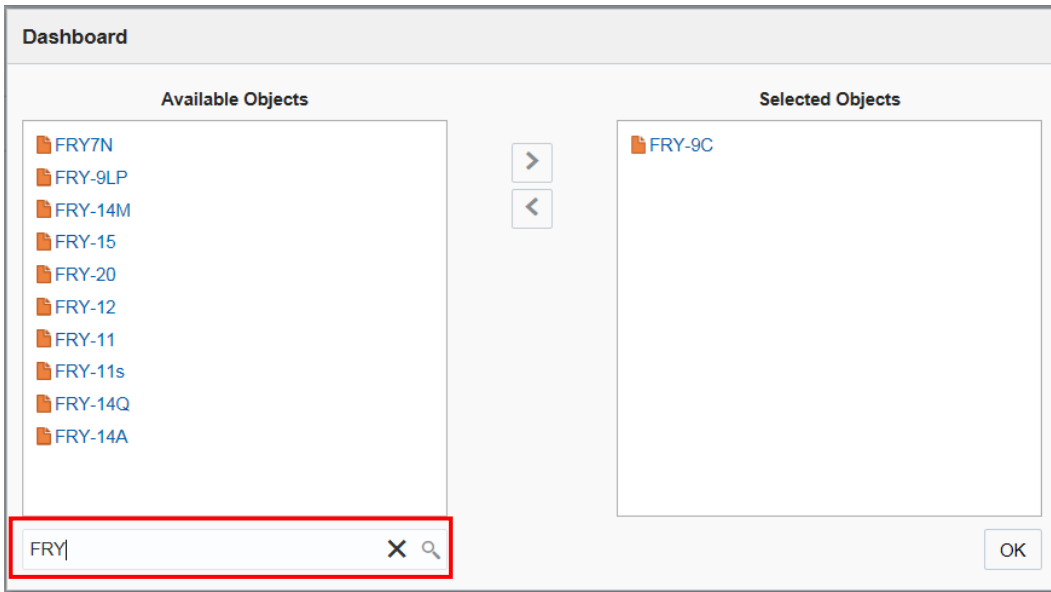 Dashboard
Available Objects
FRY7N
FRY-9LP
FRY-14M
FRY-15
FRY-20
FRY-12
FRY-11
FRY-11s
FRY-14Q
FRY-14A
FRY
Selected Objects
FRY-9C
OK